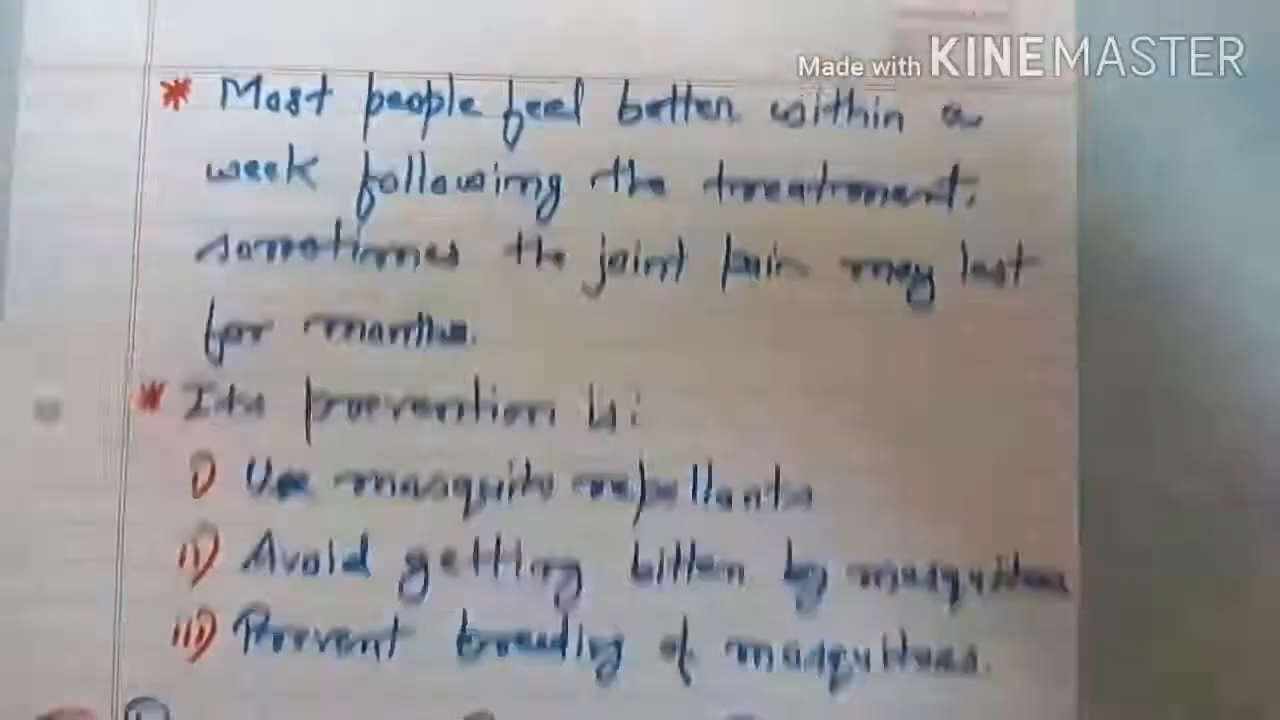 Made with KINEMASTER
* Most people feel better within a
week following the treatment.
sometimes the joint pain may last
for months.
* Its prevention is:
i) Use mosquito repellants
ii) Avoid getting bitten by mosquitoes
iii) Prevent breeding of mosquitoes.